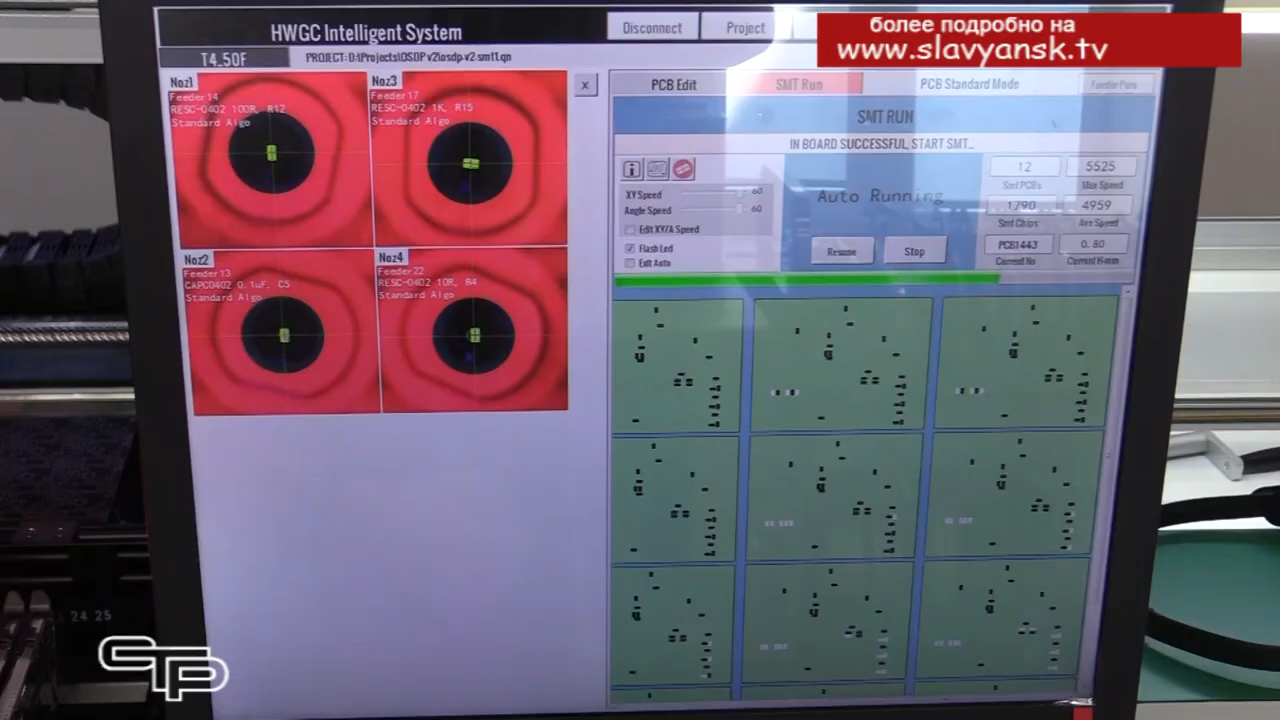 HWGC Intelligent System
Disconnect
Project
более подробно на
www.slavyansk.tv
T4_50F
PROJECT: D:\Projects\OSDP v2\osdp-v2-smt1.qn
Noz1
Feeder14
RESC-0402 100R, R12
Standard Algo
Noz3
Feeder17
RESC-0402 1K, R15
Standard Algo
Noz2
Feeder13
CAPC0402 0.1uF, C5
Standard Algo
Noz4
Feeder22
RESC-0402 10R, R4
Standard Algo
x
PCB Edit
SMT Run
PCB Standard Mode
Feeder Para
SMT RUN
IN BOARD SUCCESSFUL, START SMT...
XY Speed
60
Angle Speed
60
Edit XY/A Speed
Flash Led
Exit Auto
Auto Running
Resume
Stop
12
5525
Smt PCBs
Max Speed
1790
4959
Smt Chips
Ave Speed
PCB1443
0.80
Current No
24 25
СТР